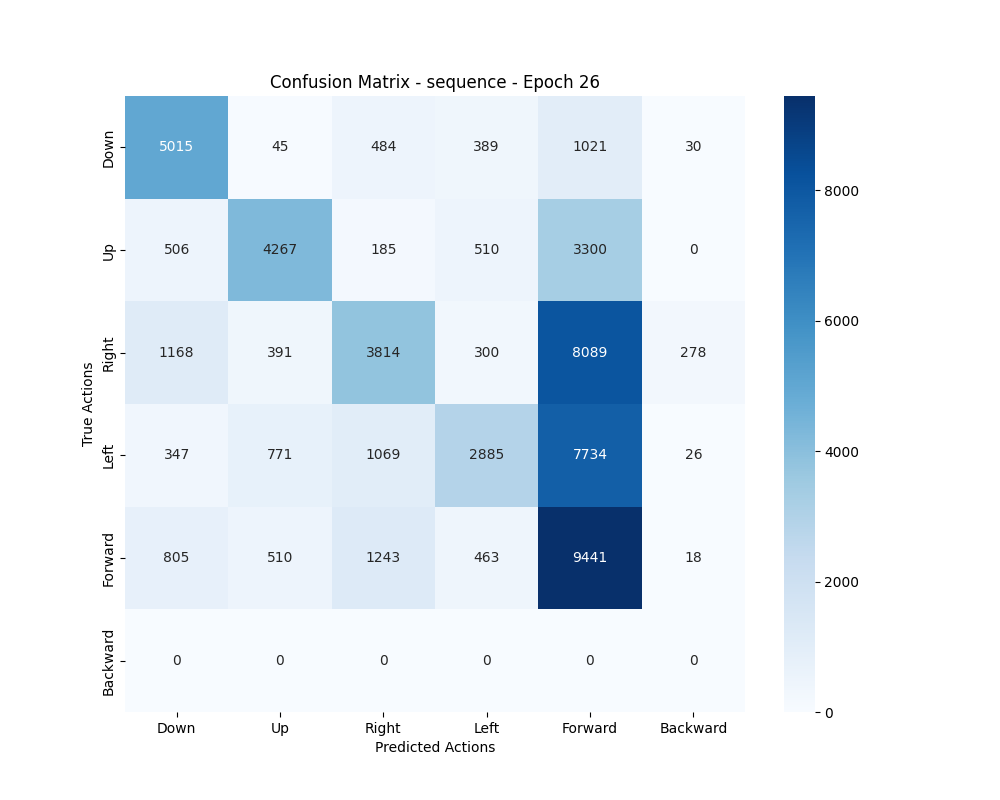 Confusion Matrix - sequence - Epoch 26
True Actions
Down 5015 45 484 389 1021 30
Up 506 4267 185 510 3300 0
Right 1168 391 3814 300 8089 278
Left 347 771 1069 2885 7734 26
Forward 805 510 1243 463 9441 18
Backward 0 0 0 0 0 0
Down Up Right Left Forward Backward
Predicted Actions
8000
6000
4000
2000
0